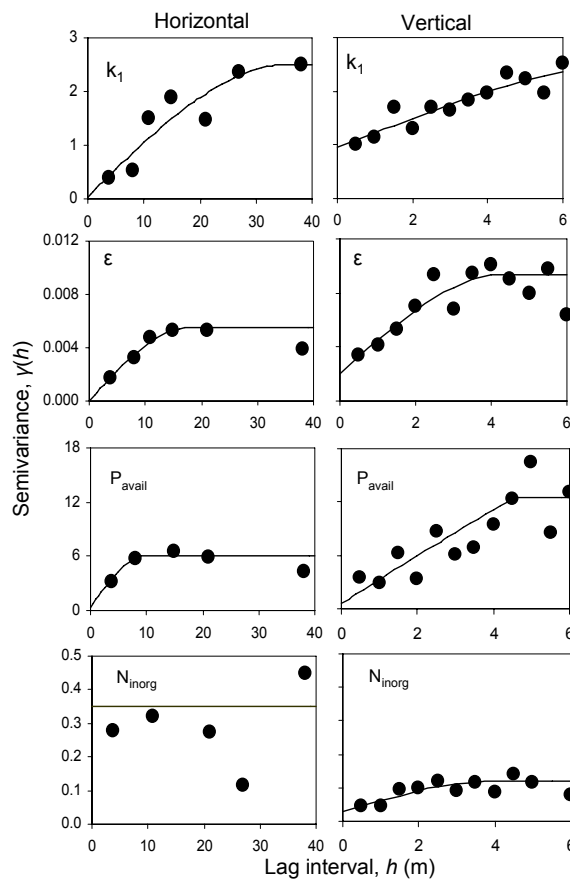 Horizontal Vertical
3
k1
2
1
0
0 10 20 30 40
k1
0 2 4 6
0.012
ε
0.008
0.004
0.000
0 10 20 30 40
ε
0 2 4 6
18
Pavail
12
6
0
0 10 20 30 40
Pavail
0 2 4 6
0.5
Ninorg
0.4
0.3
0.2
0.1
0.0
0 10 20 30 40
Ninorg
0 2 4 6
Semivariance, γ(h)
Lag interval, h (m)